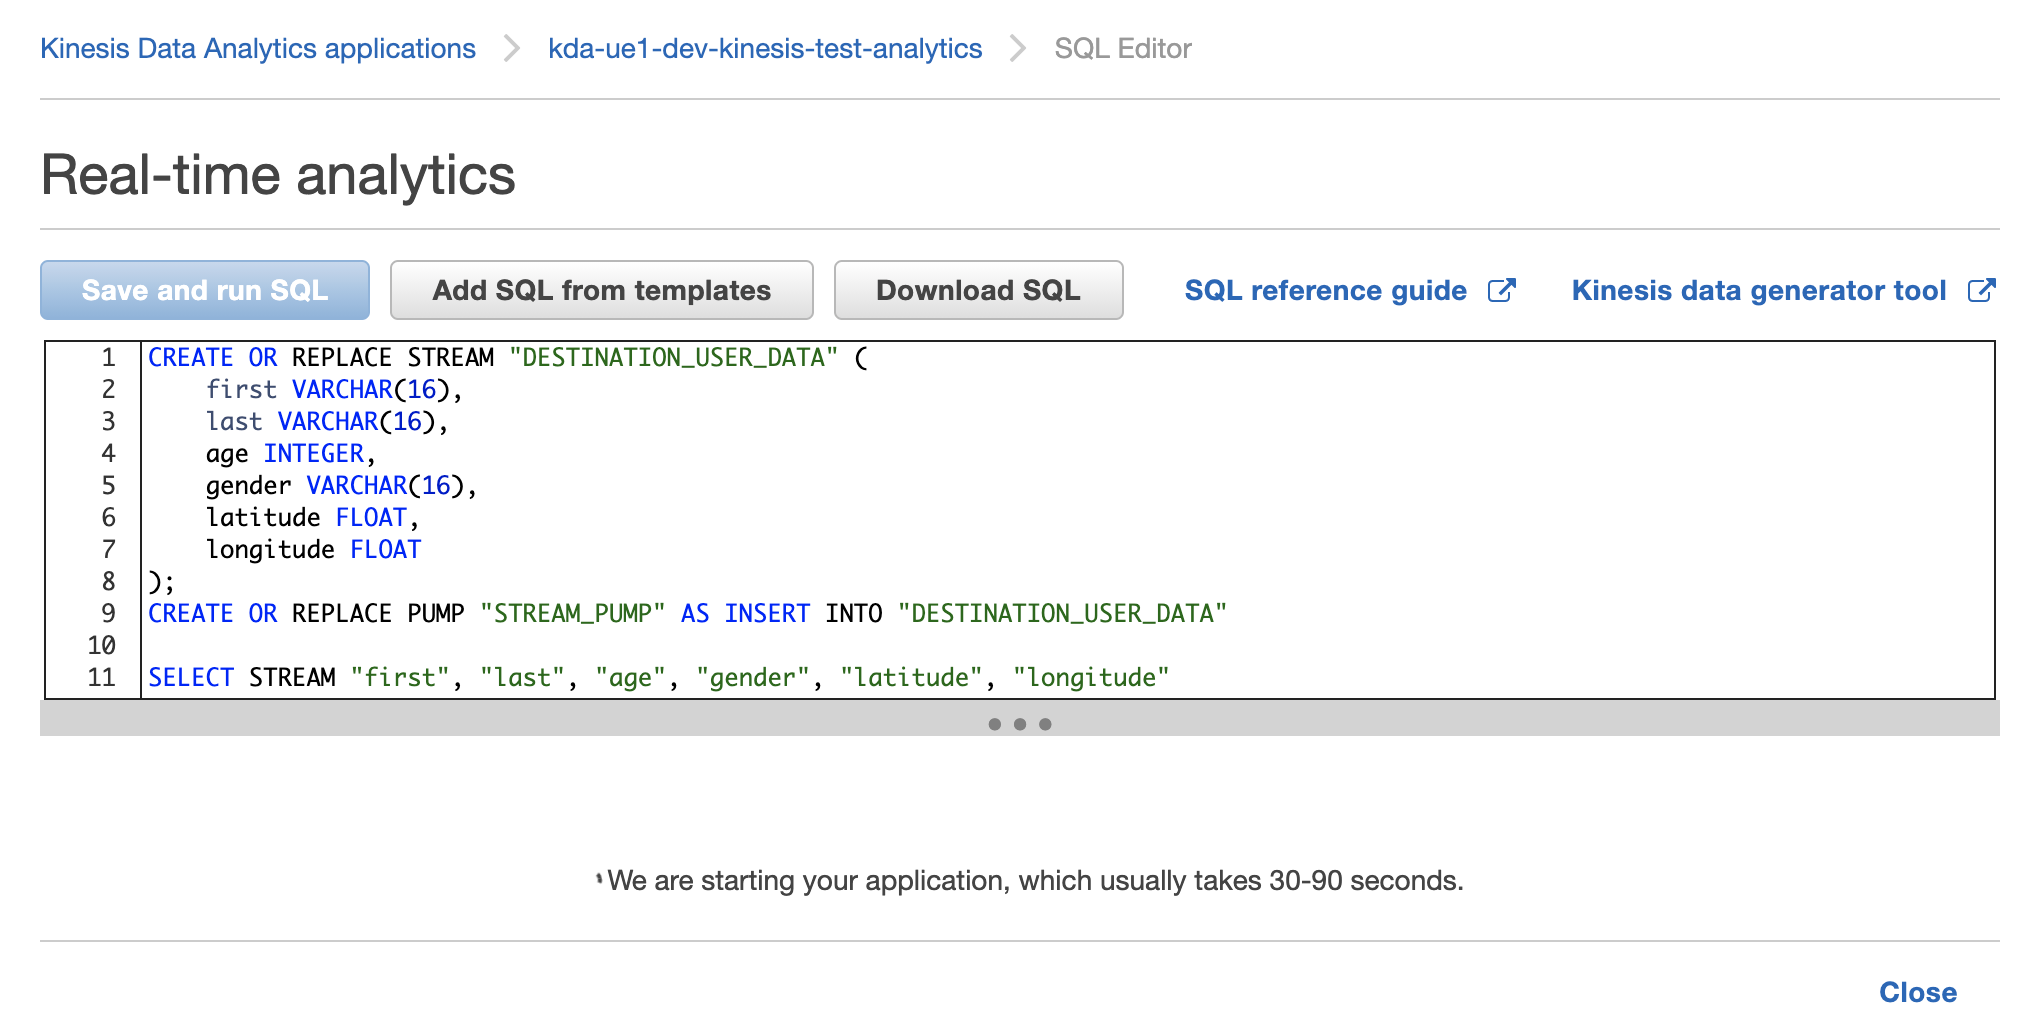 Kinesis Data Analytics applications > kda-ue1-dev-kinesis-test-analytics > SQL Editor
Real-time analytics
Save and run SQL Add SQL from templates Download SQL SQL reference guide Kinesis data generator tool
1 CREATE OR REPLACE STREAM "DESTINATION_USER_DATA" (
2 first VARCHAR(16),
3 last VARCHAR(16),
4 age INTEGER,
5 gender VARCHAR(16),
6 latitude FLOAT,
7 longitude FLOAT
8 );
9 CREATE OR REPLACE PUMP "STREAM_PUMP" AS INSERT INTO "DESTINATION_USER_DATA"
10
11 SELECT STREAM "first", "last", "age", "gender", "latitude", "longitude"
We are starting your application, which usually takes 30-90 seconds.
Close